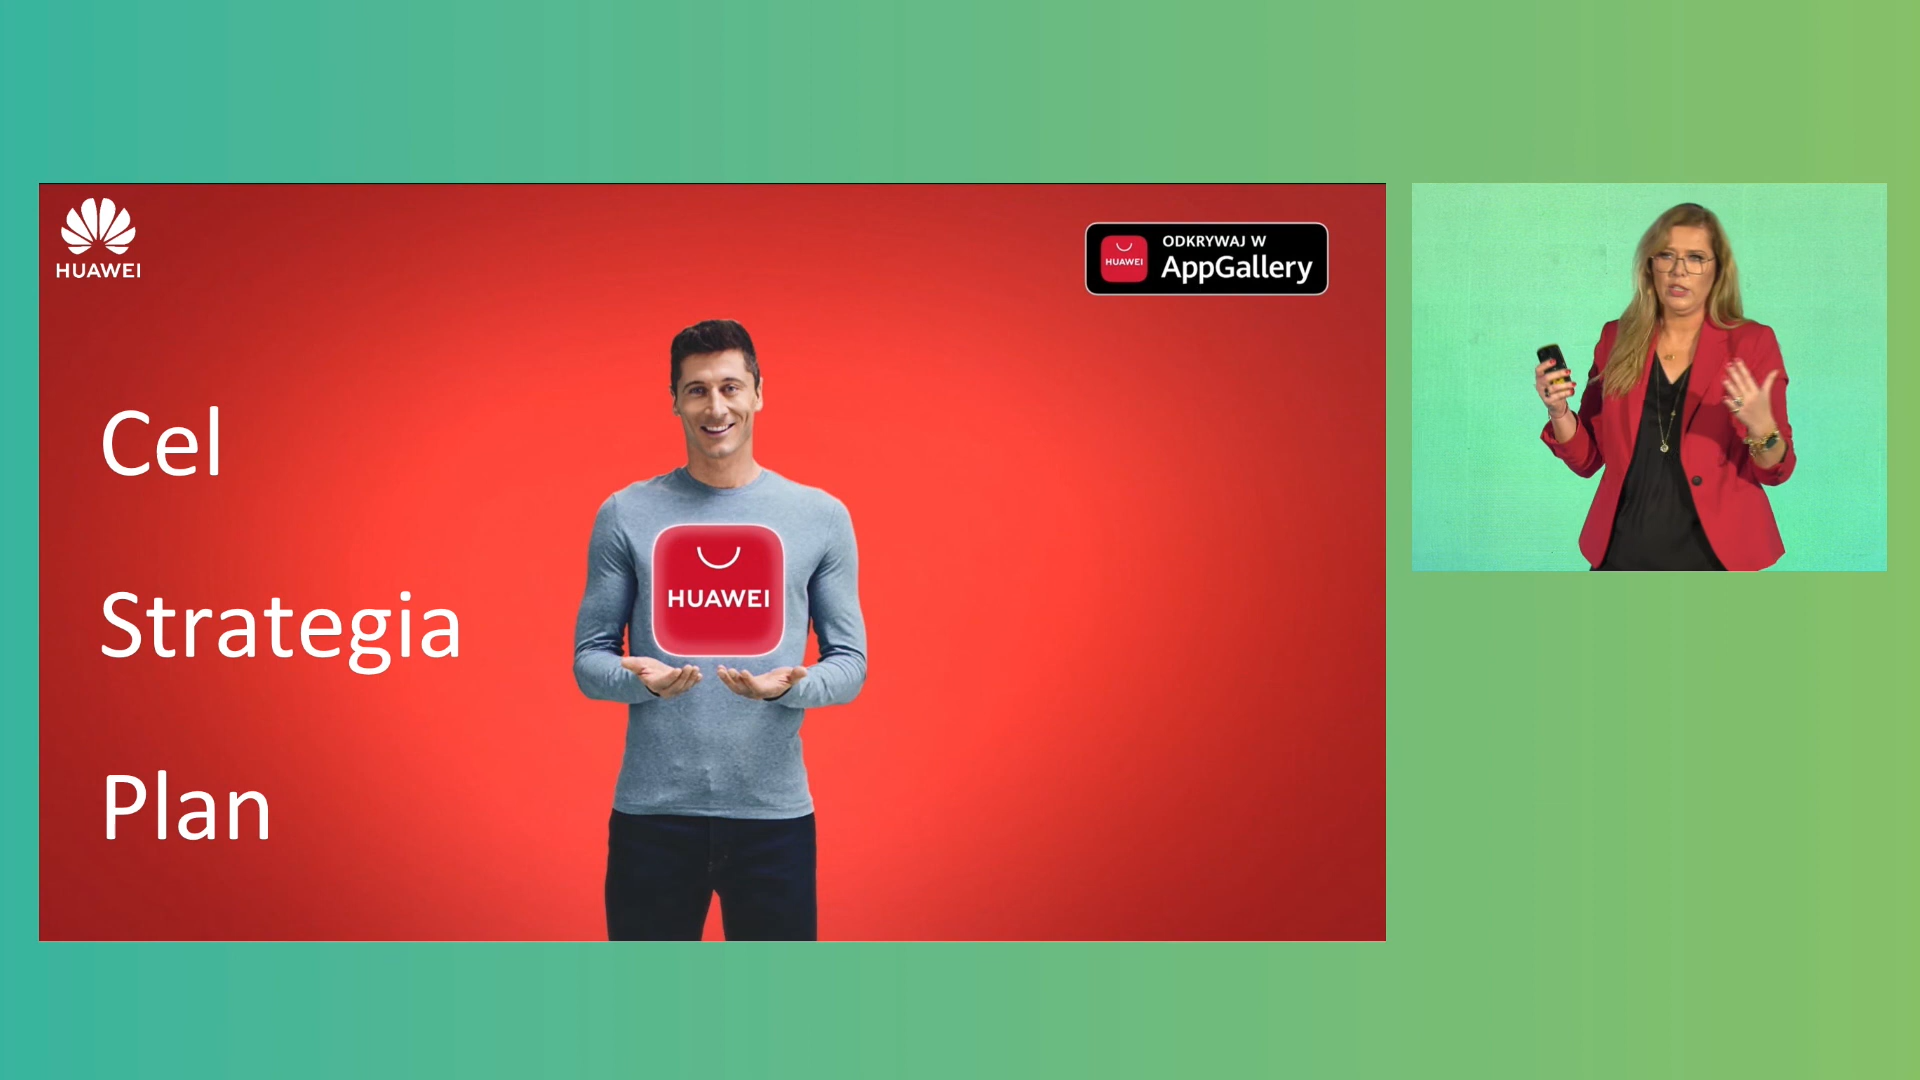 HUAWEI
ODKRYWAJ W
HUAWEI
AppGallery
Cel
Strategia
HUAWEI
Plan